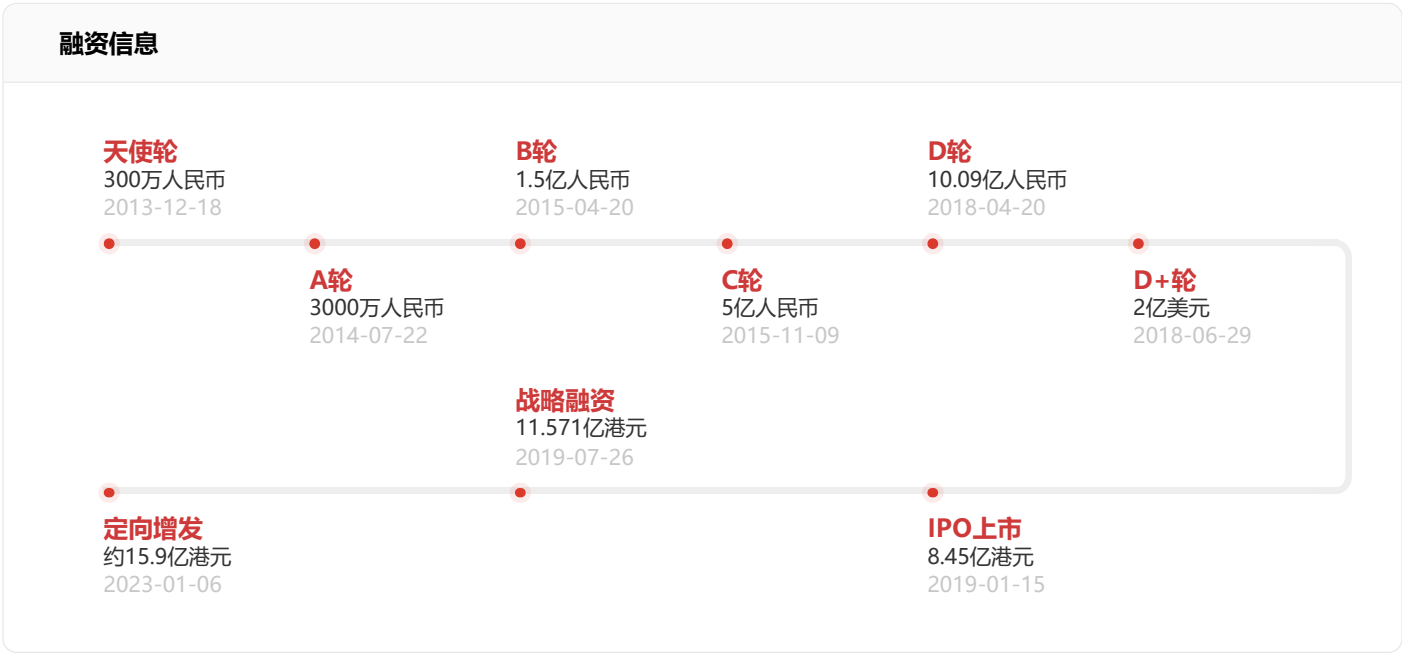 融资信息
天使轮
300万人民币
2013-12-18
A轮
3000万人民币
2014-07-22
B轮
1.5亿人民币
2015-04-20
C轮
5亿人民币
2015-11-09
D轮
10.09亿人民币
2018-04-20
D+轮
2亿美元
2018-06-29
IPO上市
8.45亿港元
2019-01-15
战略融资
11.571亿港元
2019-07-26
定向增发
约15.9亿港元
2023-01-06